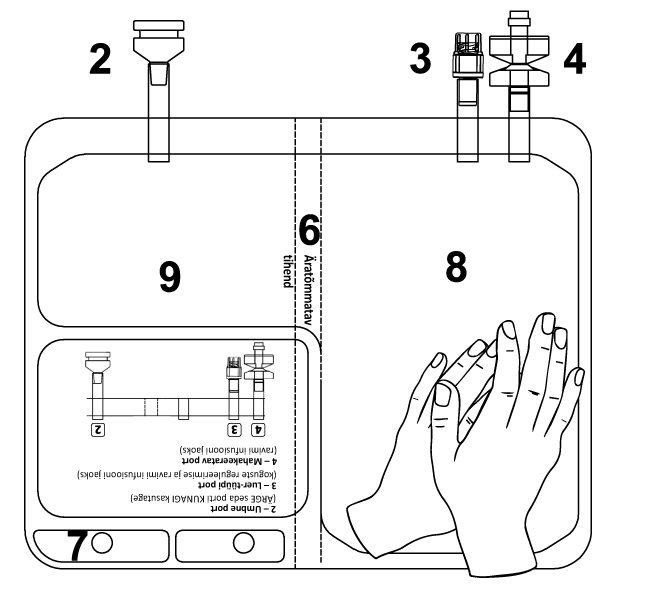 2
3
4
6
Äratõmmatav
tihend
9
8
2 – Umbne port
(ÄRGE seda porti KUNAGI kasutage)
3 – Luer-tüüpi port
(koguste reguleerimise ja ravimi infusiooni jaoks)
4 – Mahakeeratav port
(ravimi infusiooni jaoks)
4 3 2
7